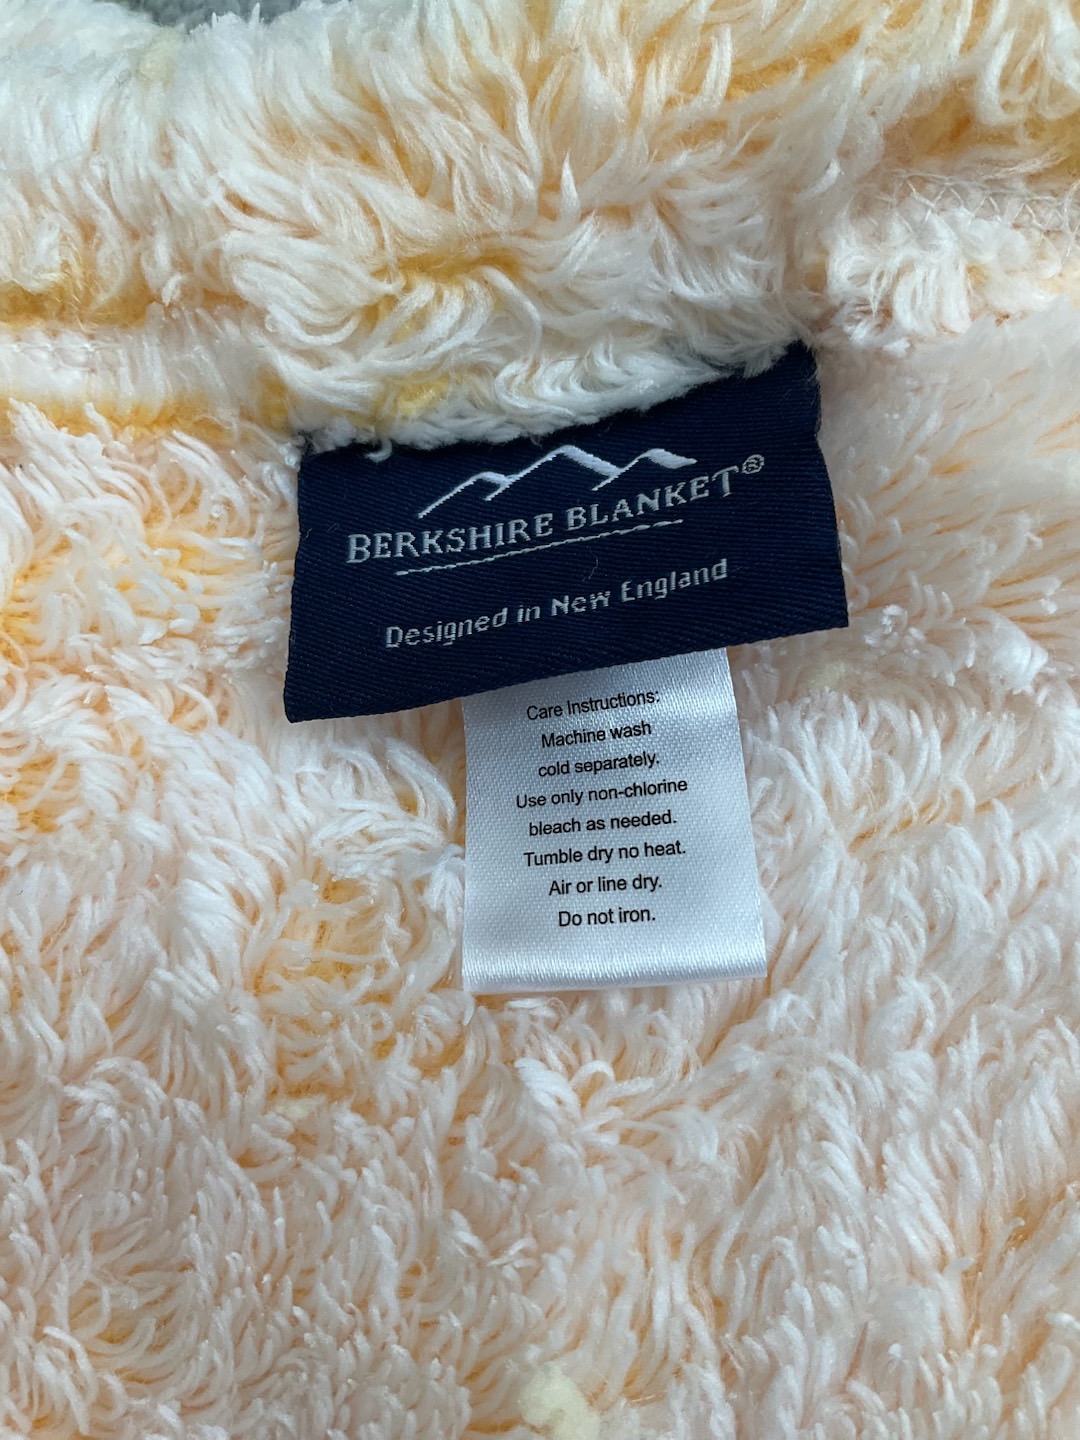 BERKSHIRE BLANKET®
Designed in New England
Care Instructions:
Machine wash
cold separately.
Use only non-chlorine
bleach as needed.
Tumble dry no heat.
Air or line dry.
Do not iron.